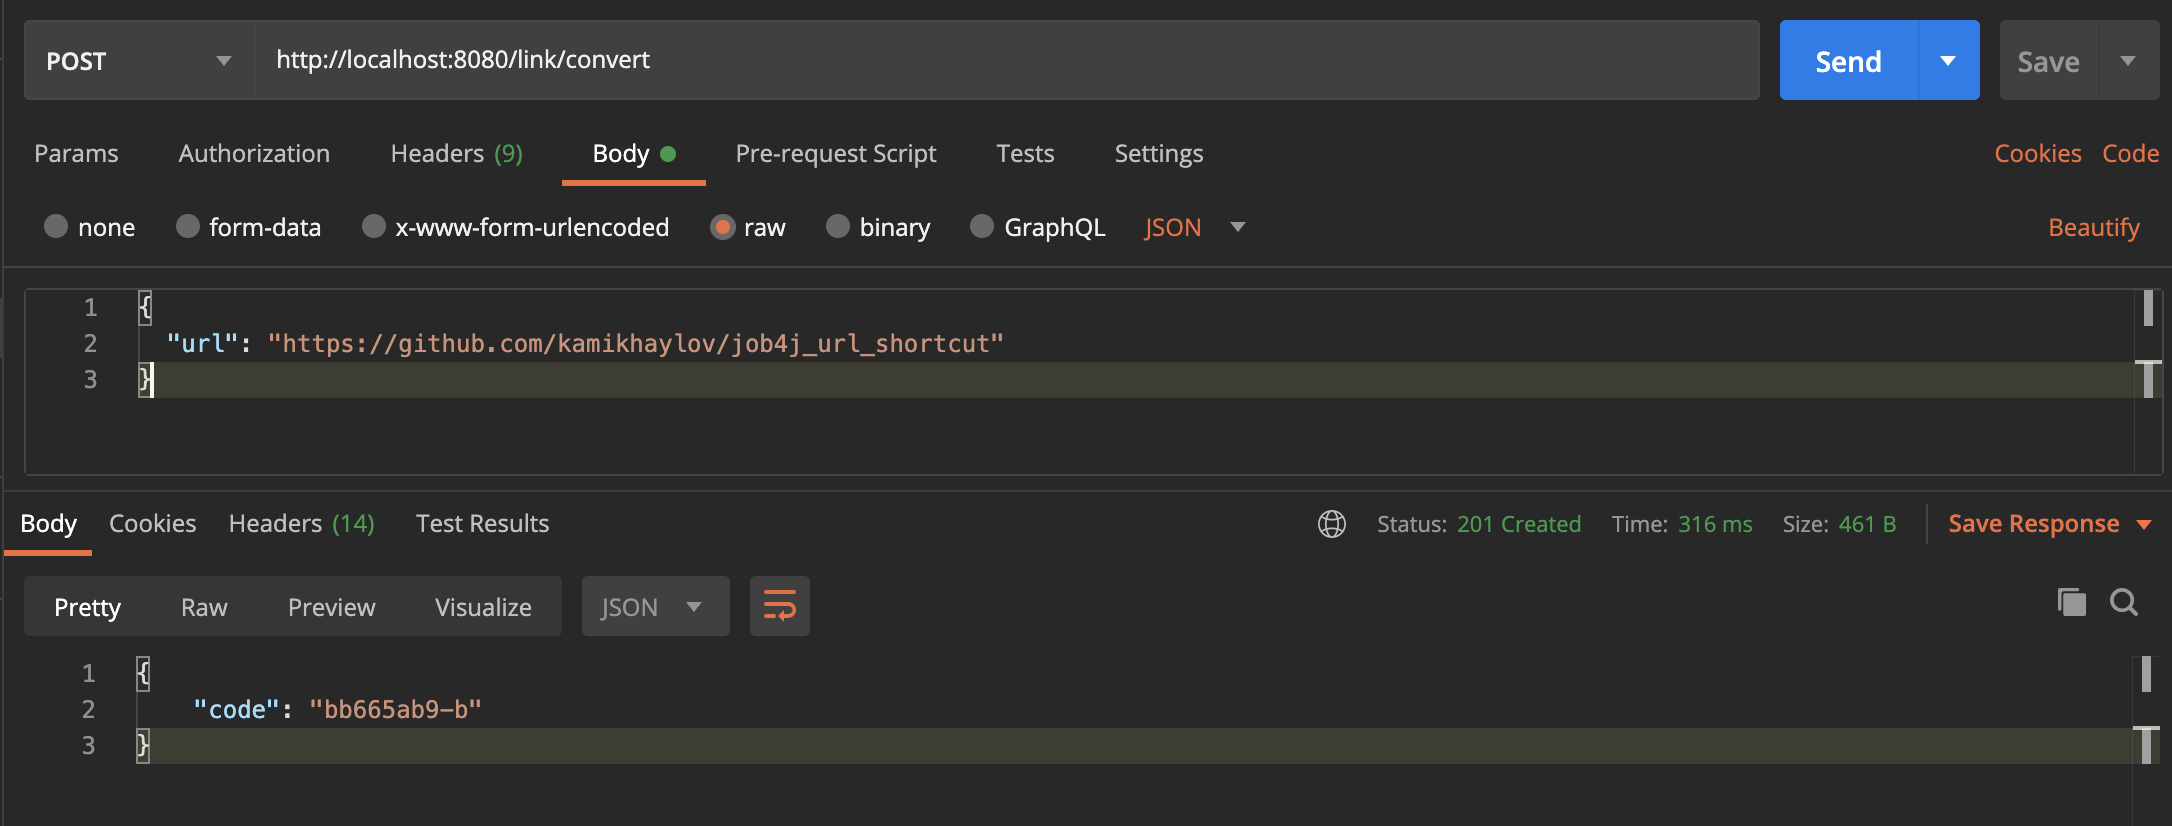 POST http://localhost:8080/link/convert Send Save
Params Authorization Headers (9) Body Pre-request Script Tests Settings Cookies Code
none form-data x-www-form-urlencoded raw binary GraphQL JSON Beautify
1 {
2 "url": "https://github.com/kamikhaylov/job4j_url_shortcut"
3 }
Body Cookies Headers (14) Test Results Status: 201 Created Time: 316 ms Size: 461 B Save Response
Pretty Raw Preview Visualize JSON
1 {
2 "code": "bb665ab9-b"
3 }